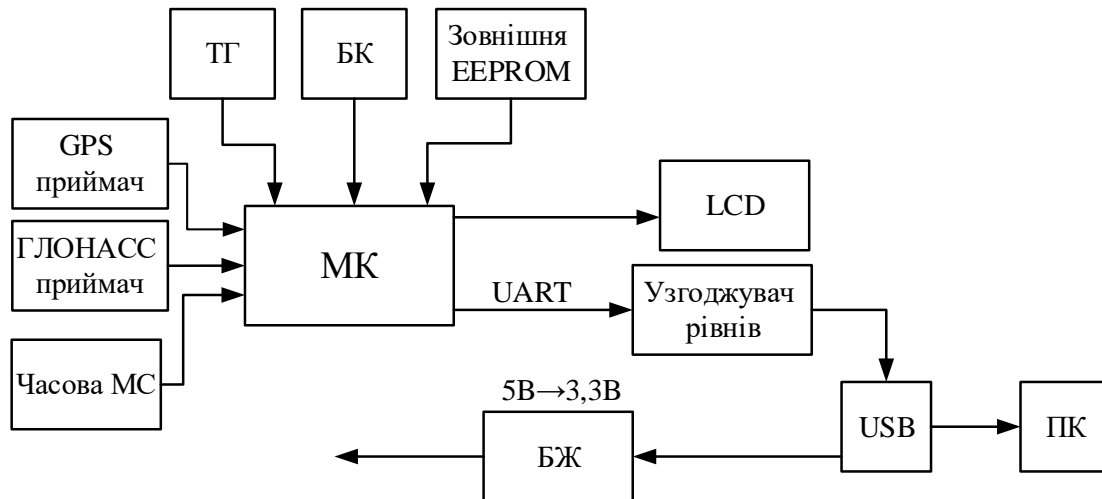 ТГ
БК
Зовнішня
EEPROM
GPS
приймач
ГЛОНАСС
приймач
Часова МС
МК
LCD
UART
Узгоджувач
рівнів
5В→3,3В
БЖ
USB
ПК